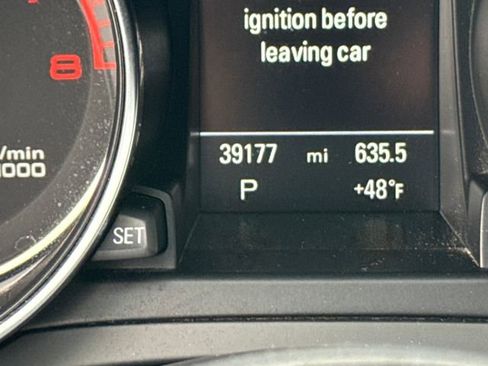 ignition before
leaving car
8
/min
1000
39177 mi 635.5
P +48°F
SET